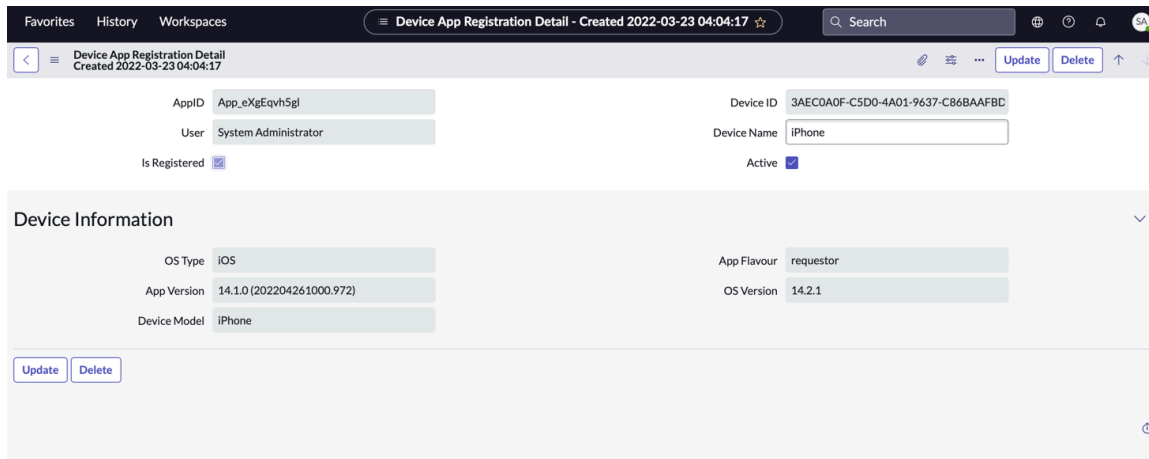 Favorites History Workspaces Device App Registration Detail - Created 2022-03-23 04:04:17 Search SA
Device App Registration Detail
Created 2022-03-23 04:04:17
Update Delete
AppID App_eXgEqvh5gl Device ID 3AEC0A0F-C5D0-4A01-9637-C86BAAFBD
User System Administrator Device Name iPhone
Is Registered Active
Device Information
OS Type iOS App Flavour requestor
App Version 14.1.0 (202204261000.972) OS Version 14.2.1
Device Model iPhone
Update Delete